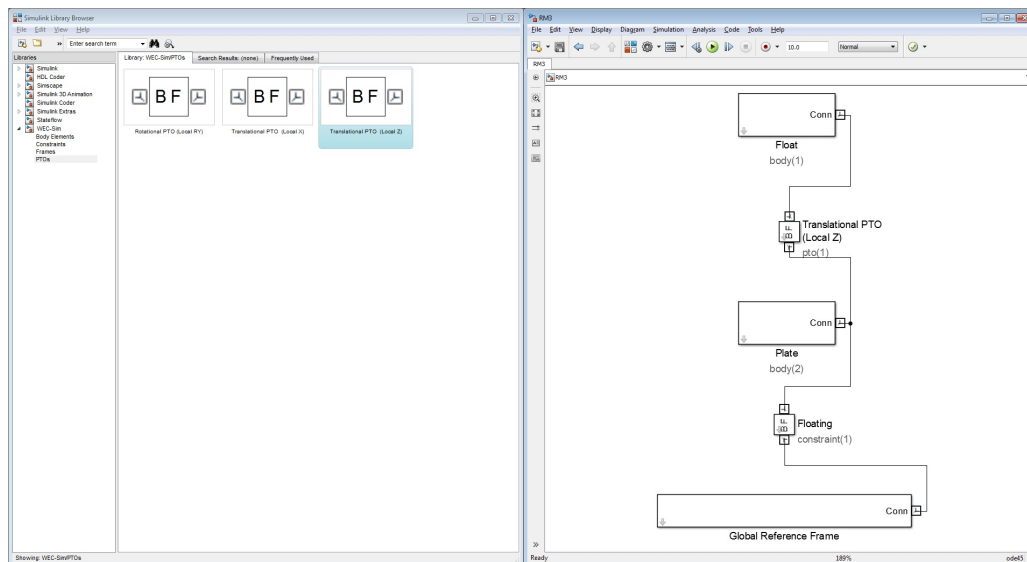 Simulink Library Browser
File Edit View Help
» Enter search term
Libraries
Library: WEC-Sim/PTOs Search Results: (none) Frequently Used
Simulink
HDL Coder
Simscape
Simulink 3D Animation
Simulink Coder
Simulink Extras
Stateflow
WEC-Sim
Body Elements
Constraints
Frames
PTOs
B F
B F
B F
Rotational PTO (Local RY)
Translational PTO (Local X)
Translational PTO (Local Z)
Showing: WEC-Sim/PTOs
RM3
File Edit View Display Diagram Simulation Analysis Code Tools Help
10.0 Normal
RM3
RM3
Conn
Float
body(1)
B F
Translational PTO
(Local Z)
pto(1)
Conn
Plate
body(2)
B F
Floating
constraint(1)
Conn
Global Reference Frame
»
Ready 189% ode45